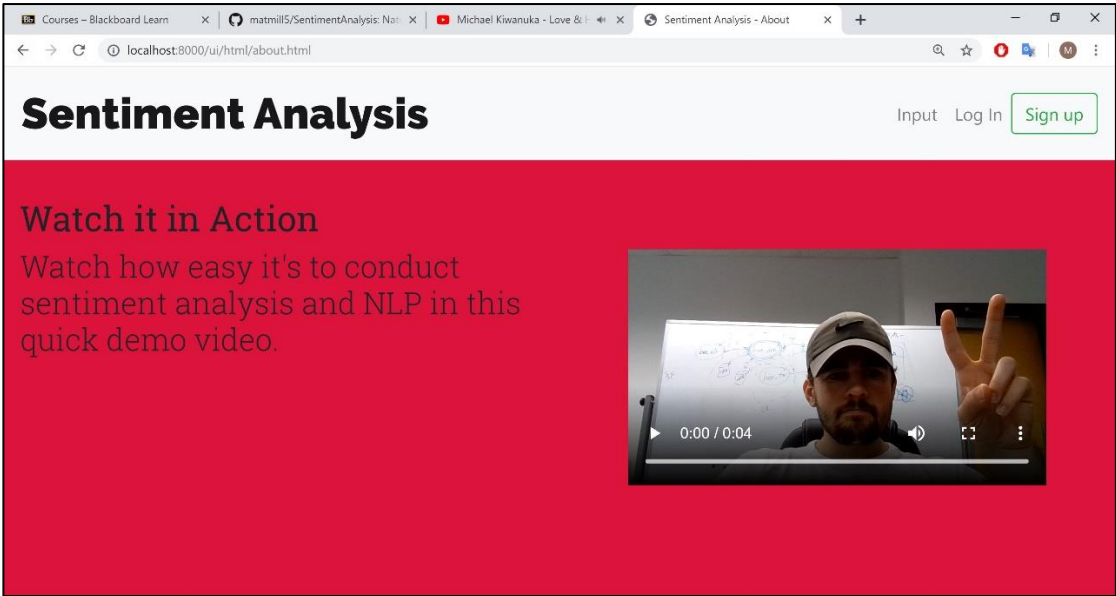 Courses – Blackboard Learn
matmill5/SentimentAnalysis: Nat
Michael Kiwanuka - Love &
Sentiment Analysis - About
localhost:8000/ui/html/about.html
M
Sentiment Analysis
Input Log In Sign up
Watch it in Action
Watch how easy it's to conduct
sentiment analysis and NLP in this
quick demo video.
0:00 / 0:04